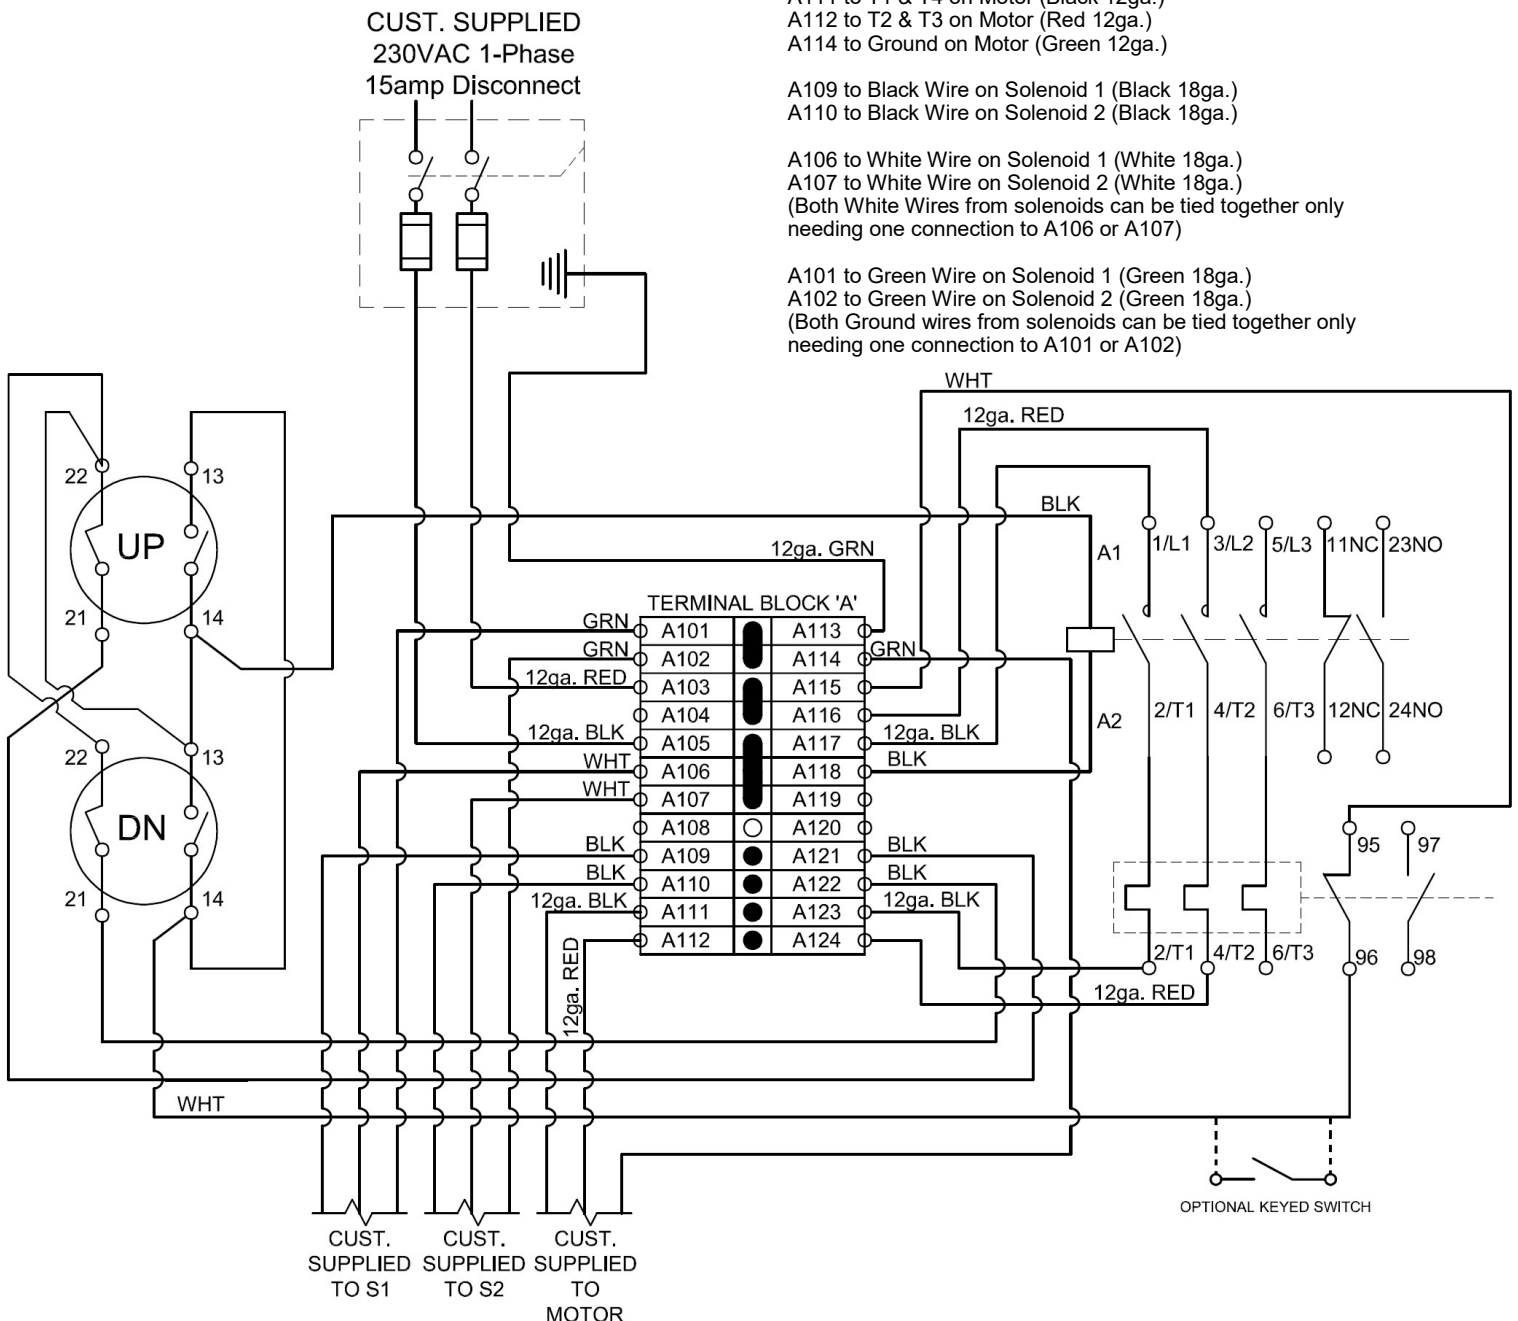 A111 to T1 & T4 on Motor (Black 12ga.)
A112 to T2 & T3 on Motor (Red 12ga.)
A114 to Ground on Motor (Green 12ga.)
A109 to Black Wire on Solenoid 1 (Black 18ga.)
A110 to Black Wire on Solenoid 2 (Black 18ga.)
A106 to White Wire on Solenoid 1 (White 18ga.)
A107 to White Wire on Solenoid 2 (White 18ga.)
(Both White Wires from solenoids can be tied together only
needing one connection to A106 or A107)
A101 to Green Wire on Solenoid 1 (Green 18ga.)
A102 to Green Wire on Solenoid 2 (Green 18ga.)
(Both Ground wires from solenoids can be tied together only
needing one connection to A101 or A102)
CUST. SUPPLIED
230VAC 1-Phase
15amp Disconnect
WHT
12ga. RED
BLK
12ga. GRN
22
13
UP
21
14
22
13
DN
21
14
TERMINAL BLOCK 'A'
GRN A101 A113
GRN A102 A114 GRN
12ga. RED A103 A115
A104 A116
12ga. BLK A105 A117 12ga. BLK
WHT A106 A118 BLK
WHT A107 A119
A108 A120
BLK A109 A121 BLK
BLK A110 A122 BLK
12ga. BLK A111 A123 12ga. BLK
A112 A124
12ga. RED
12ga. RED
A1
1/L1 3/L2 5/L3 11NC 23NO
A2
2/T1 4/T2 6/T3 12NC 24NO
95 97
2/T1 4/T2 6/T3 96 98
WHT
OPTIONAL KEYED SWITCH
CUST.
SUPPLIED
TO S1
CUST.
SUPPLIED
TO S2
CUST.
SUPPLIED
TO
MOTOR